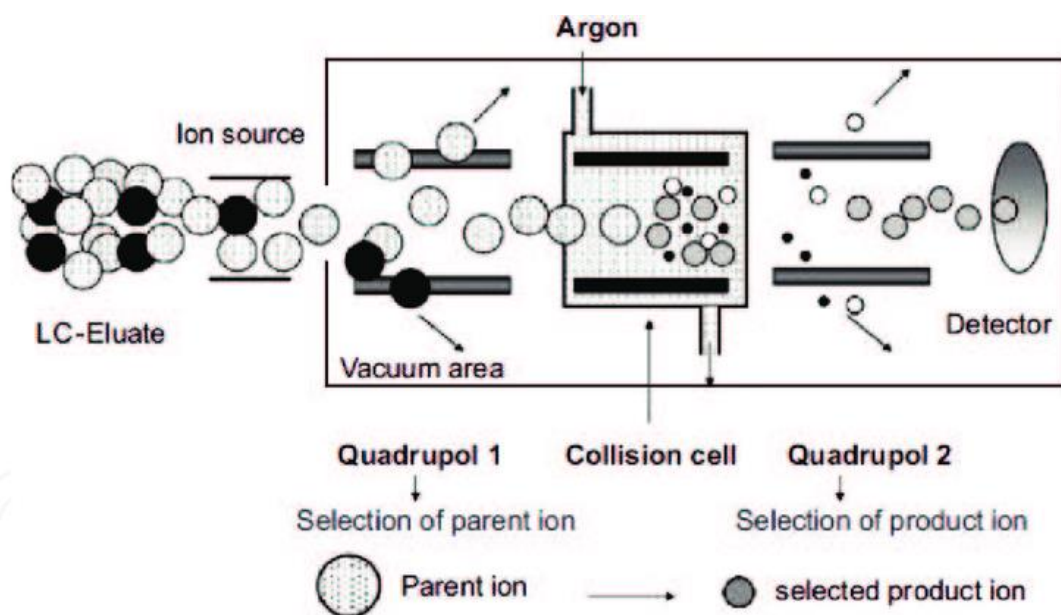 Argon
Ion source
LC-Eluate
Vacuum area
Detector
Quadrupol 1
Collision cell
Quadrupol 2
Selection of parent ion
Selection of product ion
Parent ion
selected product ion